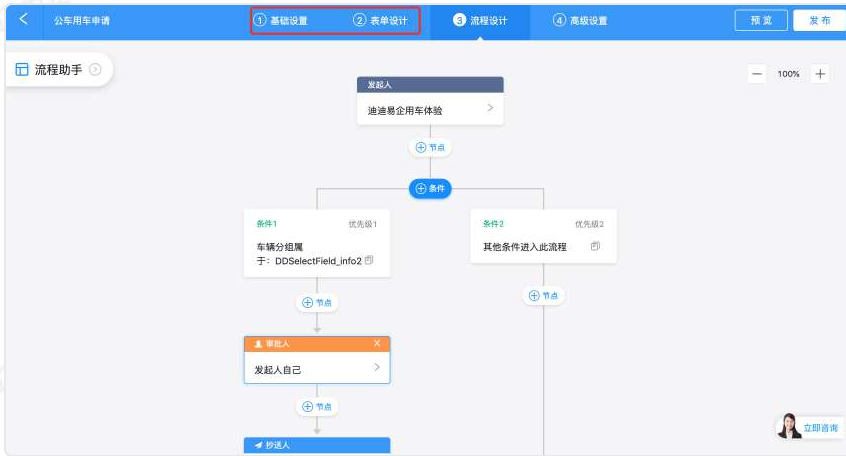 公车用车申请
① 基础设置
② 表单设计
③ 流程设计
④ 高级设置
预览
发布
流程助手
100%
发起人
迪迪易企用车体验
节点
条件
条件1 优先级1
车辆分组属
于：DDSelectField_info2
条件2 优先级2
其他条件进入此流程
节点
节点
审批人
发起人自己
节点
抄送人
立即咨询